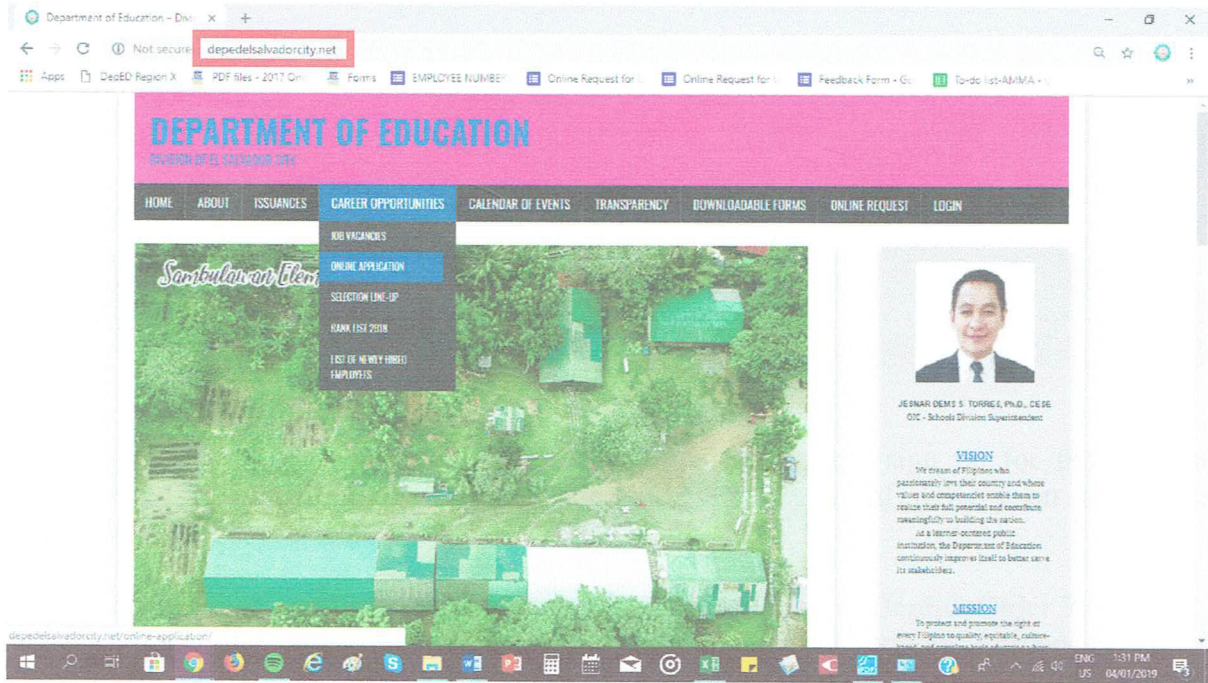 Department of Education - Div
Not secure
depedelsalvadorcity.net
Apps
DepED Region X
PDF files - 2017 On
Forms
EMPLOYEE NUMBER
Online Request for
Online Request for
Feedback Form - Go
To-do list-AMMA -
DEPARTMENT OF EDUCATION
DIVISION OF EL SALVADOR CITY
HOME ABOUT ISSUANCES CAREER OPPORTUNITIES CALENDAR OF EVENTS TRANSPARENCY DOWNLOADABLE FORMS ONLINE REQUEST LOGIN
JOB VACANCIES
ONLINE APPLICATION
SELECTION LINE-UP
RANK LIST 2018
LIST OF NEWLY HIRED
EMPLOYEES
Sambulawan Elem
JESNAR DEMS S. TORRES, Ph.D., CESE
OIC - Schools Division Superintendent
VISION
We dream of Filipinos who
passionately love their country and whose
values and competencies enable them to
realize their full potential and contribute
meaningfully to building the nation.
As a learner-centered public
institution, the Department of Education
continuously improves itself to better serve
its stakeholders.
MISSION
To protect and promote the right of
every Filipino to quality, equitable, culture-
depedelsalvadorcity.net/online-application/
ENG
US
1:31 PM
04/01/2019